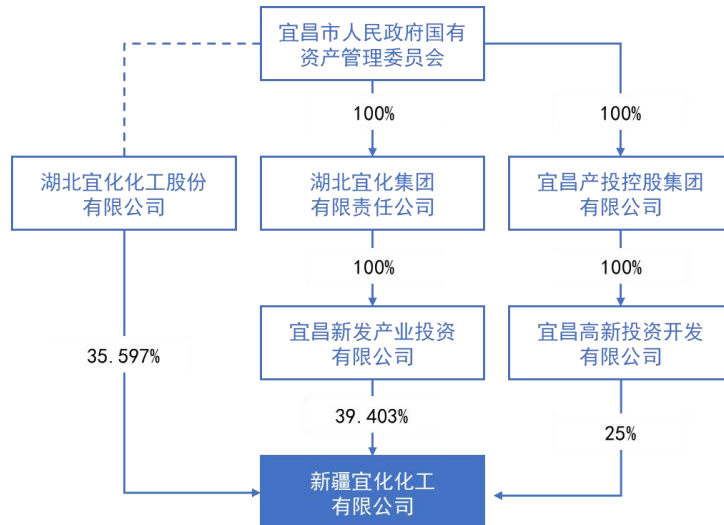 宜昌市人民政府国有
资产管理委员会
100%
100%
湖北宜化化工股份
有限公司
湖北宜化集团
有限责任公司
宜昌产投控股集团
有限公司
100%
100%
宜昌新发产业投资
有限公司
宜昌高新投资开发
有限公司
35.597%
39.403%
25%
新疆宜化化工
有限公司